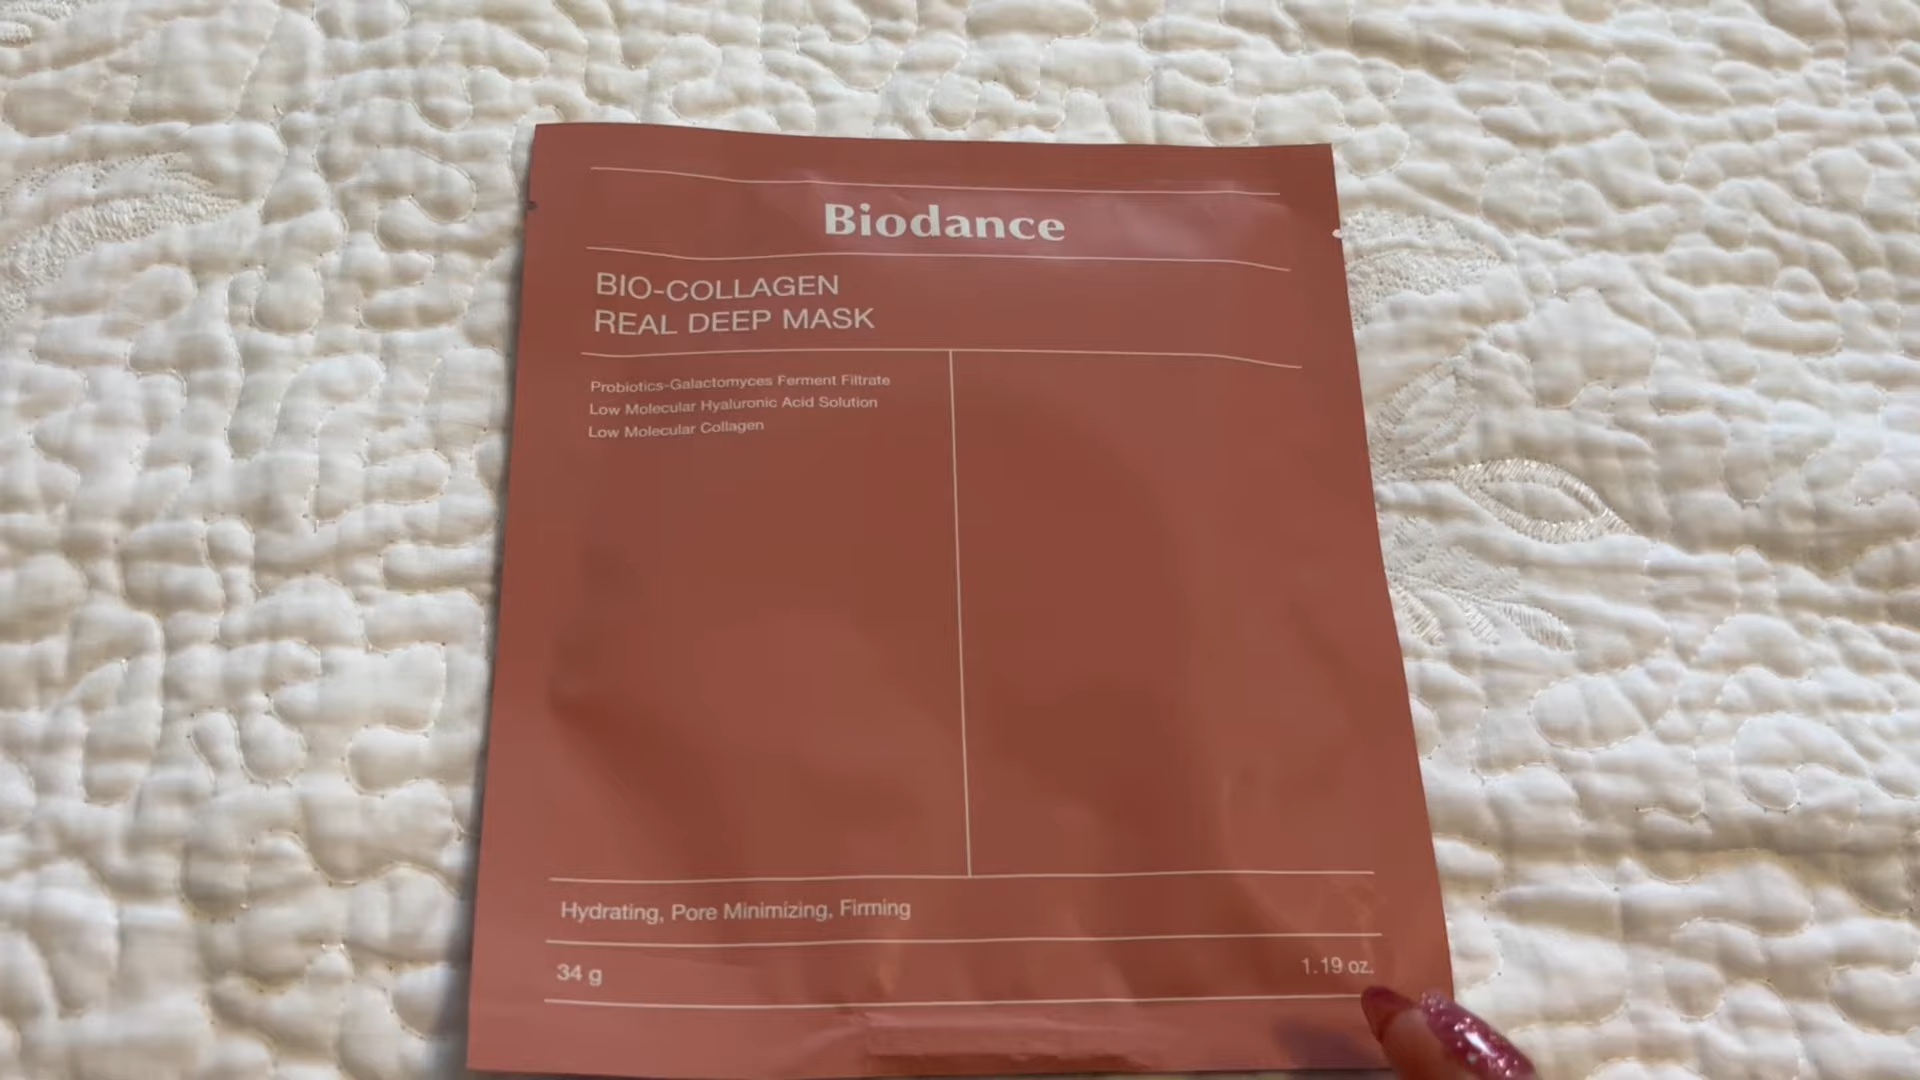 Biodance
BIO-COLLAGEN
REAL DEEP MASK
Probiotics-Galactomyces Ferment Filtrate
Low Molecular Hyaluronic Acid Solution
Low Molecular Collagen
Hydrating, Pore Minimizing, Firming
34 g
1.19 oz.